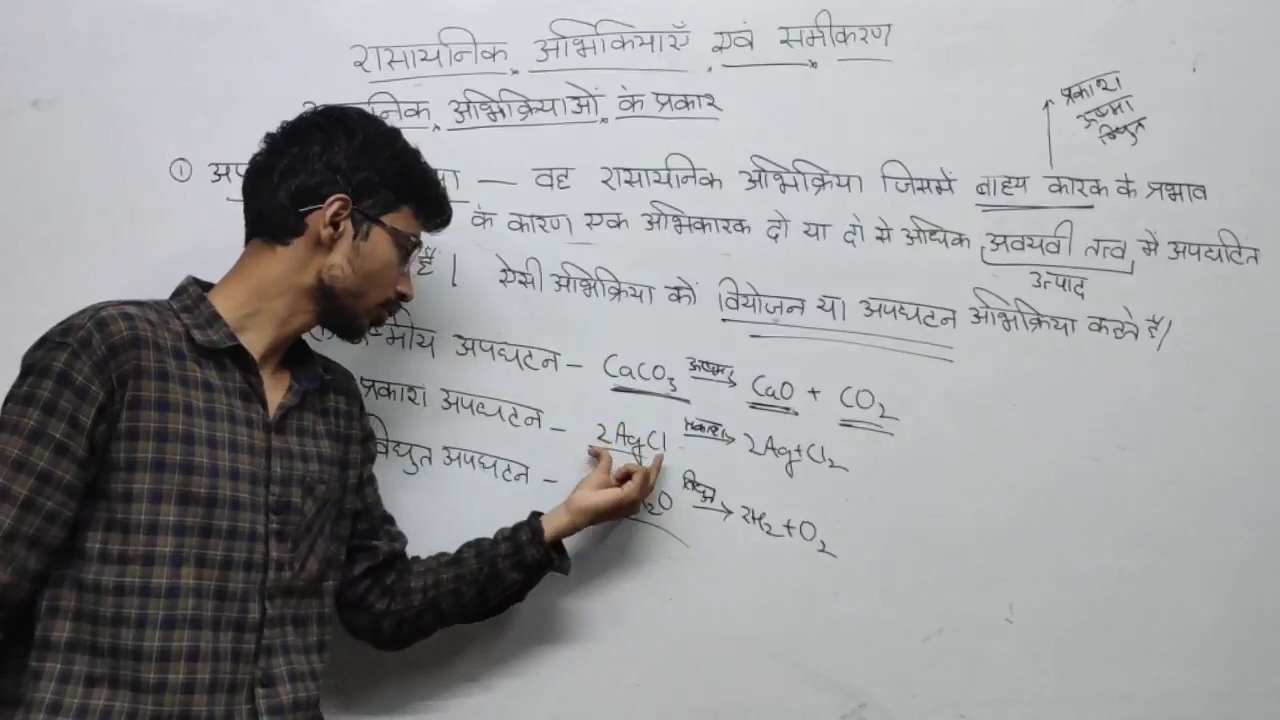 रासायनिक अभिक्रियाएँ एवं समीकरण
अभिक्रियाओं के प्रकार
प्रकाश
ऊष्मा
विद्युत
① — वह रासायनिक अभिक्रिया जिसमें बाह्य कारक के प्रभाव
के कारण एक अभिकारक दो या दो से अधिक अवयवी तत्व में अपघटित
उत्पाद
हैं। ऐसी अभिक्रिया को वियोजन या अपघटन अभिक्रिया कहते हैं।
अपघटन – CaCO₃ ऊष्मा → CaO + CO₂
प्रकाश अपघटन – 2AgCl प्रकाश → 2Ag+Cl₂
विद्युत अपघटन – विद्युत → 2H₂+O₂